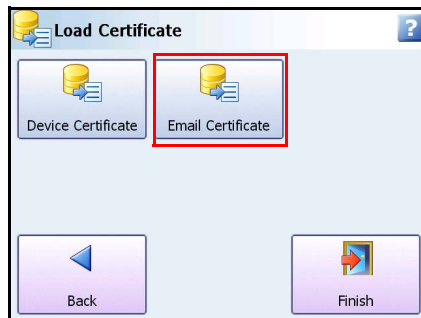 Load Certificate
?
Device Certificate
Email Certificate
Back
Finish